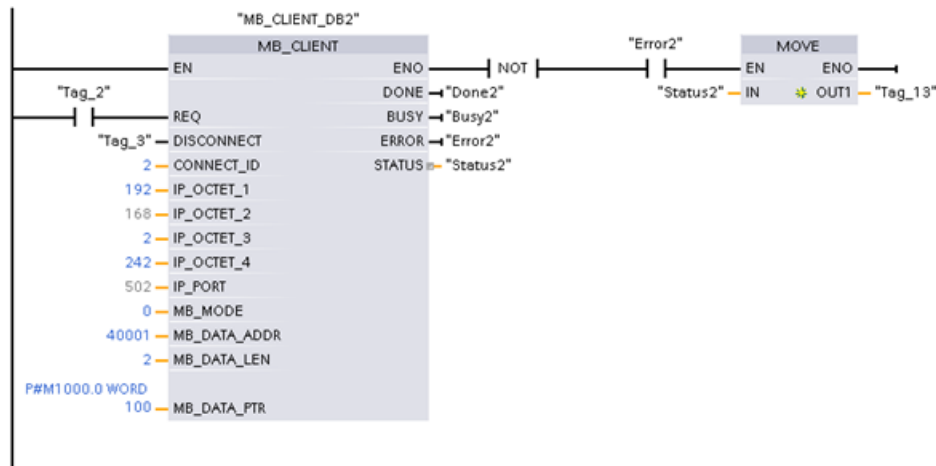 "MB_CLIENT_DB2"
MB_CLIENT
"Error2"
MOVE
EN ENO NOT EN ENO
"Tag_2" DONE "Done2" "Status2" IN OUT1 "Tag_13"
REQ BUSY "Busy2"
"Tag_3" DISCONNECT ERROR "Error2"
2 CONNECT_ID STATUS "Status2"
192 IP_OCTET_1
168 IP_OCTET_2
2 IP_OCTET_3
242 IP_OCTET_4
502 IP_PORT
0 MB_MODE
40001 MB_DATA_ADDR
2 MB_DATA_LEN
P#M1000.0 WORD
100 MB_DATA_PTR